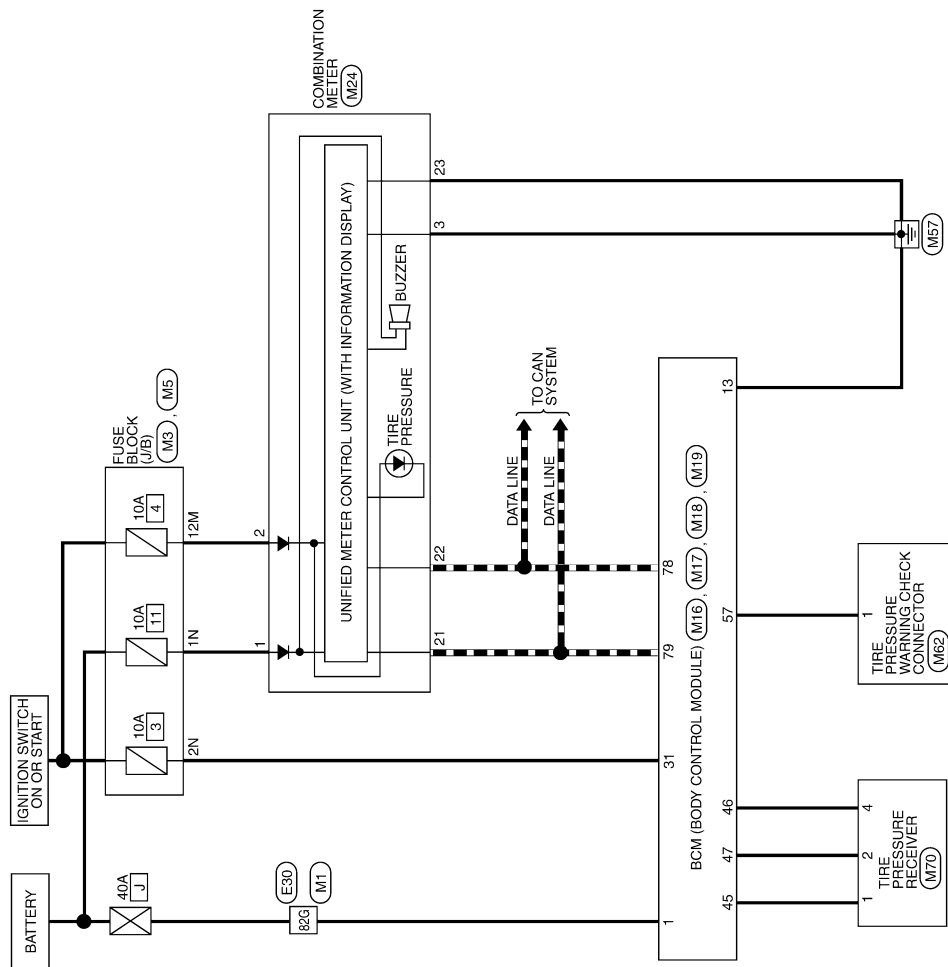 IGNITION SWITCH
ON OR START
BATTERY
FUSE
BLOCK
(J/B)
M3 , M5
40A
J
10A
3
10A
11
10A
4
2N
1N
12M
E30
82G
M1
COMBINATION
METER
M24
1
2
UNIFIED METER CONTROL UNIT (WITH INFORMATION DISPLAY)
TIRE
PRESSURE
BUZZER
21
22
3
23
DATA LINE
DATA LINE
TO CAN
SYSTEM
1
31
79
78
13
BCM (BODY CONTROL MODULE) M16 , M17 , M18 , M19
45
47
46
57
M57
1
2
4
TIRE
PRESSURE
RECEIVER
M70
1
TIRE
PRESSURE
WARNING CHECK
CONNECTOR
M62